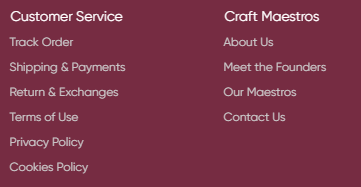 Customer Service
Track Order
Shipping & Payments
Return & Exchanges
Terms of Use
Privacy Policy
Cookies Policy
Craft Maestros
About Us
Meet the Founders
Our Maestros
Contact Us